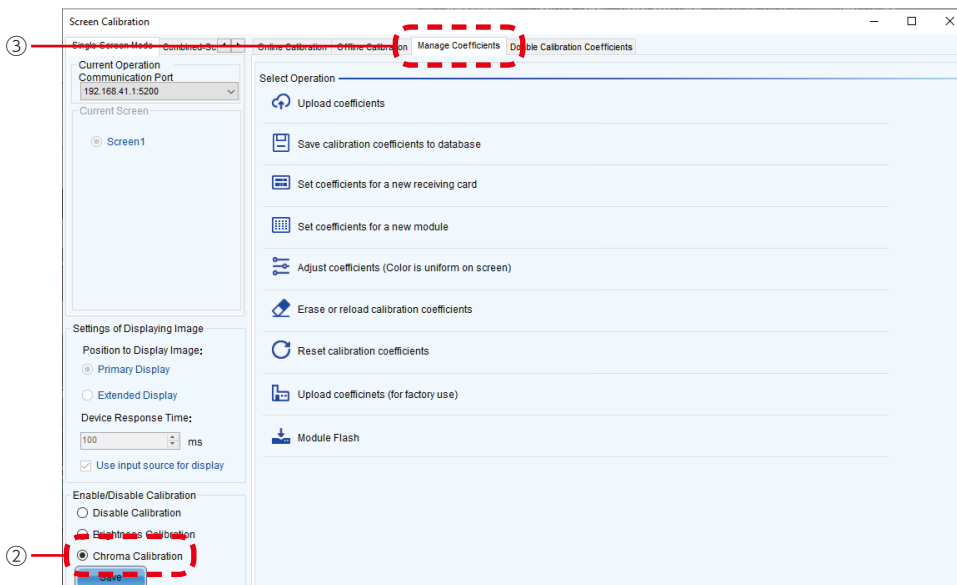 Screen Calibration
③
Single-Screen Mode Combined-Sc
Online Calibration Offline Calibration Manage Coefficients Double Calibration Coefficients
Current Operation
Communication Port
192.168.41.1:5200
Current Screen
Screen1
Select Operation
Upload coefficients
Save calibration coefficients to database
Set coefficients for a new receiving card
Set coefficients for a new module
Adjust coefficients (Color is uniform on screen)
Erase or reload calibration coefficients
Reset calibration coefficients
Upload coefficinets (for factory use)
Module Flash
Settings of Displaying Image
Position to Display Image:
Primary Display
Extended Display
Device Response Time:
100 ms
Use input source for display
Enable/Disable Calibration
Disable Calibration
Brightness Calibration
② Chroma Calibration
Save